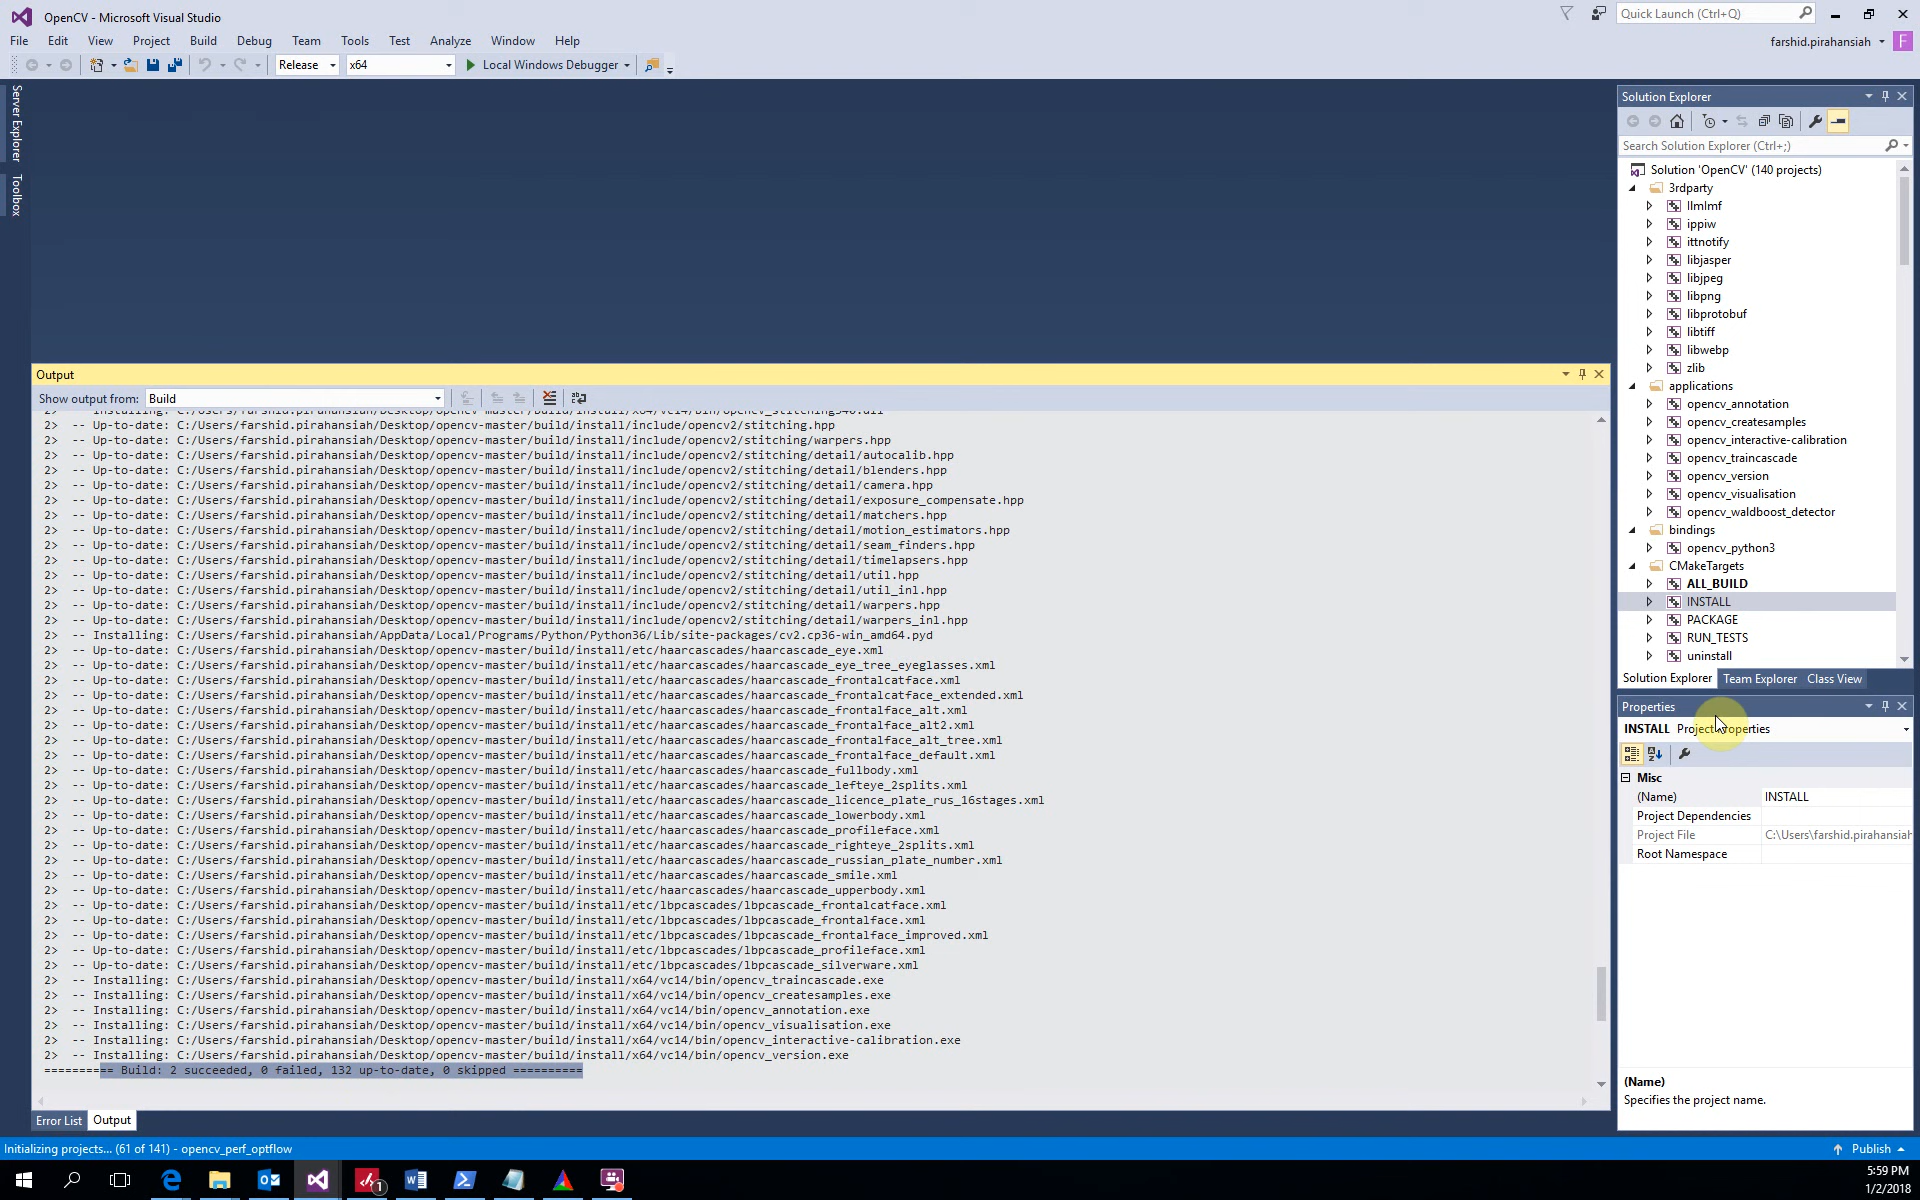 OpenCV - Microsoft Visual Studio
Quick Launch (Ctrl+Q)
File Edit View Project Build Debug Team Tools Test Analyze Window Help
farshid.pirahansiah F
Release x64 Local Windows Debugger
Server Explorer
Toolbox
Output
Show output from: Build
2> -- Installing: C:/Users/farshid.pirahansiah/Desktop/opencv-master/build/install/x64/vc14/bin/opencv_stitching340.dll
2> -- Up-to-date: C:/Users/farshid.pirahansiah/Desktop/opencv-master/build/install/include/opencv2/stitching.hpp
2> -- Up-to-date: C:/Users/farshid.pirahansiah/Desktop/opencv-master/build/install/include/opencv2/stitching/warpers.hpp
2> -- Up-to-date: C:/Users/farshid.pirahansiah/Desktop/opencv-master/build/install/include/opencv2/stitching/detail/autocalib.hpp
2> -- Up-to-date: C:/Users/farshid.pirahansiah/Desktop/opencv-master/build/install/include/opencv2/stitching/detail/blenders.hpp
2> -- Up-to-date: C:/Users/farshid.pirahansiah/Desktop/opencv-master/build/install/include/opencv2/stitching/detail/camera.hpp
2> -- Up-to-date: C:/Users/farshid.pirahansiah/Desktop/opencv-master/build/install/include/opencv2/stitching/detail/exposure_compensate.hpp
2> -- Up-to-date: C:/Users/farshid.pirahansiah/Desktop/opencv-master/build/install/include/opencv2/stitching/detail/matchers.hpp
2> -- Up-to-date: C:/Users/farshid.pirahansiah/Desktop/opencv-master/build/install/include/opencv2/stitching/detail/motion_estimators.hpp
2> -- Up-to-date: C:/Users/farshid.pirahansiah/Desktop/opencv-master/build/install/include/opencv2/stitching/detail/seam_finders.hpp
2> -- Up-to-date: C:/Users/farshid.pirahansiah/Desktop/opencv-master/build/install/include/opencv2/stitching/detail/timelapsers.hpp
2> -- Up-to-date: C:/Users/farshid.pirahansiah/Desktop/opencv-master/build/install/include/opencv2/stitching/detail/util.hpp
2> -- Up-to-date: C:/Users/farshid.pirahansiah/Desktop/opencv-master/build/install/include/opencv2/stitching/detail/util_inl.hpp
2> -- Up-to-date: C:/Users/farshid.pirahansiah/Desktop/opencv-master/build/install/include/opencv2/stitching/detail/warpers.hpp
2> -- Up-to-date: C:/Users/farshid.pirahansiah/Desktop/opencv-master/build/install/include/opencv2/stitching/detail/warpers_inl.hpp
2> -- Installing: C:/Users/farshid.pirahansiah/AppData/Local/Programs/Python/Python36/Lib/site-packages/cv2.cp36-win_amd64.pyd
2> -- Up-to-date: C:/Users/farshid.pirahansiah/Desktop/opencv-master/build/install/etc/haarcascades/haarcascade_eye.xml
2> -- Up-to-date: C:/Users/farshid.pirahansiah/Desktop/opencv-master/build/install/etc/haarcascades/haarcascade_eye_tree_eyeglasses.xml
2> -- Up-to-date: C:/Users/farshid.pirahansiah/Desktop/opencv-master/build/install/etc/haarcascades/haarcascade_frontalcatface.xml
2> -- Up-to-date: C:/Users/farshid.pirahansiah/Desktop/opencv-master/build/install/etc/haarcascades/haarcascade_frontalcatface_extended.xml
2> -- Up-to-date: C:/Users/farshid.pirahansiah/Desktop/opencv-master/build/install/etc/haarcascades/haarcascade_frontalface_alt.xml
2> -- Up-to-date: C:/Users/farshid.pirahansiah/Desktop/opencv-master/build/install/etc/haarcascades/haarcascade_frontalface_alt2.xml
2> -- Up-to-date: C:/Users/farshid.pirahansiah/Desktop/opencv-master/build/install/etc/haarcascades/haarcascade_frontalface_alt_tree.xml
2> -- Up-to-date: C:/Users/farshid.pirahansiah/Desktop/opencv-master/build/install/etc/haarcascades/haarcascade_frontalface_default.xml
2> -- Up-to-date: C:/Users/farshid.pirahansiah/Desktop/opencv-master/build/install/etc/haarcascades/haarcascade_fullbody.xml
2> -- Up-to-date: C:/Users/farshid.pirahansiah/Desktop/opencv-master/build/install/etc/haarcascades/haarcascade_lefteye_2splits.xml
2> -- Up-to-date: C:/Users/farshid.pirahansiah/Desktop/opencv-master/build/install/etc/haarcascades/haarcascade_licence_plate_rus_16stages.xml
2> -- Up-to-date: C:/Users/farshid.pirahansiah/Desktop/opencv-master/build/install/etc/haarcascades/haarcascade_lowerbody.xml
2> -- Up-to-date: C:/Users/farshid.pirahansiah/Desktop/opencv-master/build/install/etc/haarcascades/haarcascade_profileface.xml
2> -- Up-to-date: C:/Users/farshid.pirahansiah/Desktop/opencv-master/build/install/etc/haarcascades/haarcascade_righteye_2splits.xml
2> -- Up-to-date: C:/Users/farshid.pirahansiah/Desktop/opencv-master/build/install/etc/haarcascades/haarcascade_russian_plate_number.xml
2> -- Up-to-date: C:/Users/farshid.pirahansiah/Desktop/opencv-master/build/install/etc/haarcascades/haarcascade_smile.xml
2> -- Up-to-date: C:/Users/farshid.pirahansiah/Desktop/opencv-master/build/install/etc/haarcascades/haarcascade_upperbody.xml
2> -- Up-to-date: C:/Users/farshid.pirahansiah/Desktop/opencv-master/build/install/etc/lbpcascades/lbpcascade_frontalcatface.xml
2> -- Up-to-date: C:/Users/farshid.pirahansiah/Desktop/opencv-master/build/install/etc/lbpcascades/lbpcascade_frontalface.xml
2> -- Up-to-date: C:/Users/farshid.pirahansiah/Desktop/opencv-master/build/install/etc/lbpcascades/lbpcascade_frontalface_improved.xml
2> -- Up-to-date: C:/Users/farshid.pirahansiah/Desktop/opencv-master/build/install/etc/lbpcascades/lbpcascade_profileface.xml
2> -- Up-to-date: C:/Users/farshid.pirahansiah/Desktop/opencv-master/build/install/etc/lbpcascades/lbpcascade_silverware.xml
2> -- Installing: C:/Users/farshid.pirahansiah/Desktop/opencv-master/build/install/x64/vc14/bin/opencv_traincascade.exe
2> -- Installing: C:/Users/farshid.pirahansiah/Desktop/opencv-master/build/install/x64/vc14/bin/opencv_createsamples.exe
2> -- Installing: C:/Users/farshid.pirahansiah/Desktop/opencv-master/build/install/x64/vc14/bin/opencv_annotation.exe
2> -- Installing: C:/Users/farshid.pirahansiah/Desktop/opencv-master/build/install/x64/vc14/bin/opencv_visualisation.exe
2> -- Installing: C:/Users/farshid.pirahansiah/Desktop/opencv-master/build/install/x64/vc14/bin/opencv_interactive-calibration.exe
2> -- Installing: C:/Users/farshid.pirahansiah/Desktop/opencv-master/build/install/x64/vc14/bin/opencv_version.exe
========== Build: 2 succeeded, 0 failed, 132 up-to-date, 0 skipped ==========
Error List Output
Solution Explorer
Search Solution Explorer (Ctrl+;)
Solution 'OpenCV' (140 projects)
3rdparty
llmlmf
ippiw
ittnotify
libjasper
libjpeg
libpng
libprotobuf
libtiff
libwebp
zlib
applications
opencv_annotation
opencv_createsamples
opencv_interactive-calibration
opencv_traincascade
opencv_version
opencv_visualisation
opencv_waldboost_detector
bindings
opencv_python3
CMakeTargets
ALL_BUILD
INSTALL
PACKAGE
RUN_TESTS
uninstall
Solution Explorer Team Explorer Class View
Properties
INSTALL Project Properties
Misc
(Name) INSTALL
Project Dependencies
Project File C:\Users\farshid.pirahansiah
Root Namespace
(Name)
Specifies the project name.
Initializing projects... (61 of 141) - opencv_perf_optflow
Publish
1
5:59 PM
1/2/2018